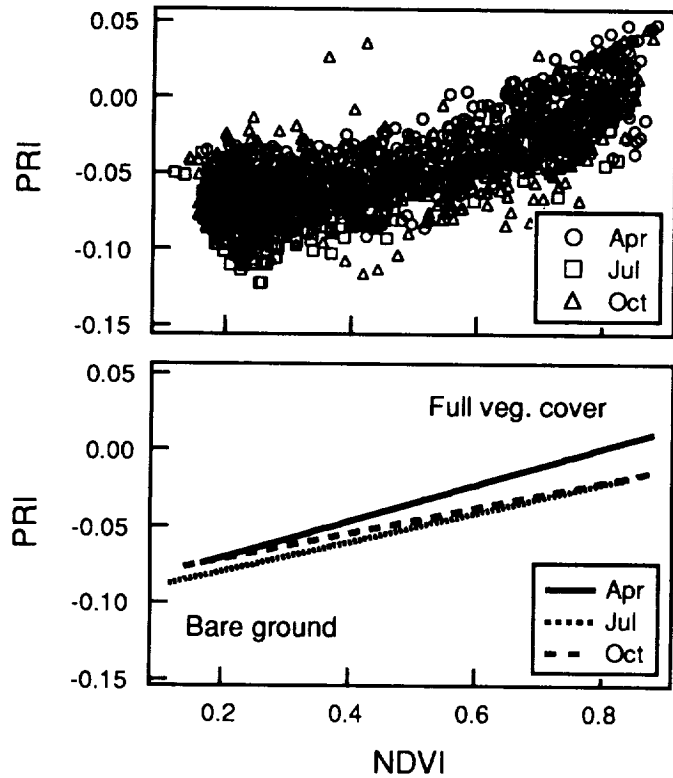 0.05
0.00
-0.05
-0.10
-0.15
PRI
Apr
Jul
Oct
0.05
0.00
-0.05
-0.10
-0.15
PRI
Full veg. cover
Bare ground
Apr
Jul
Oct
0.2 0.4 0.6 0.8
NDVI